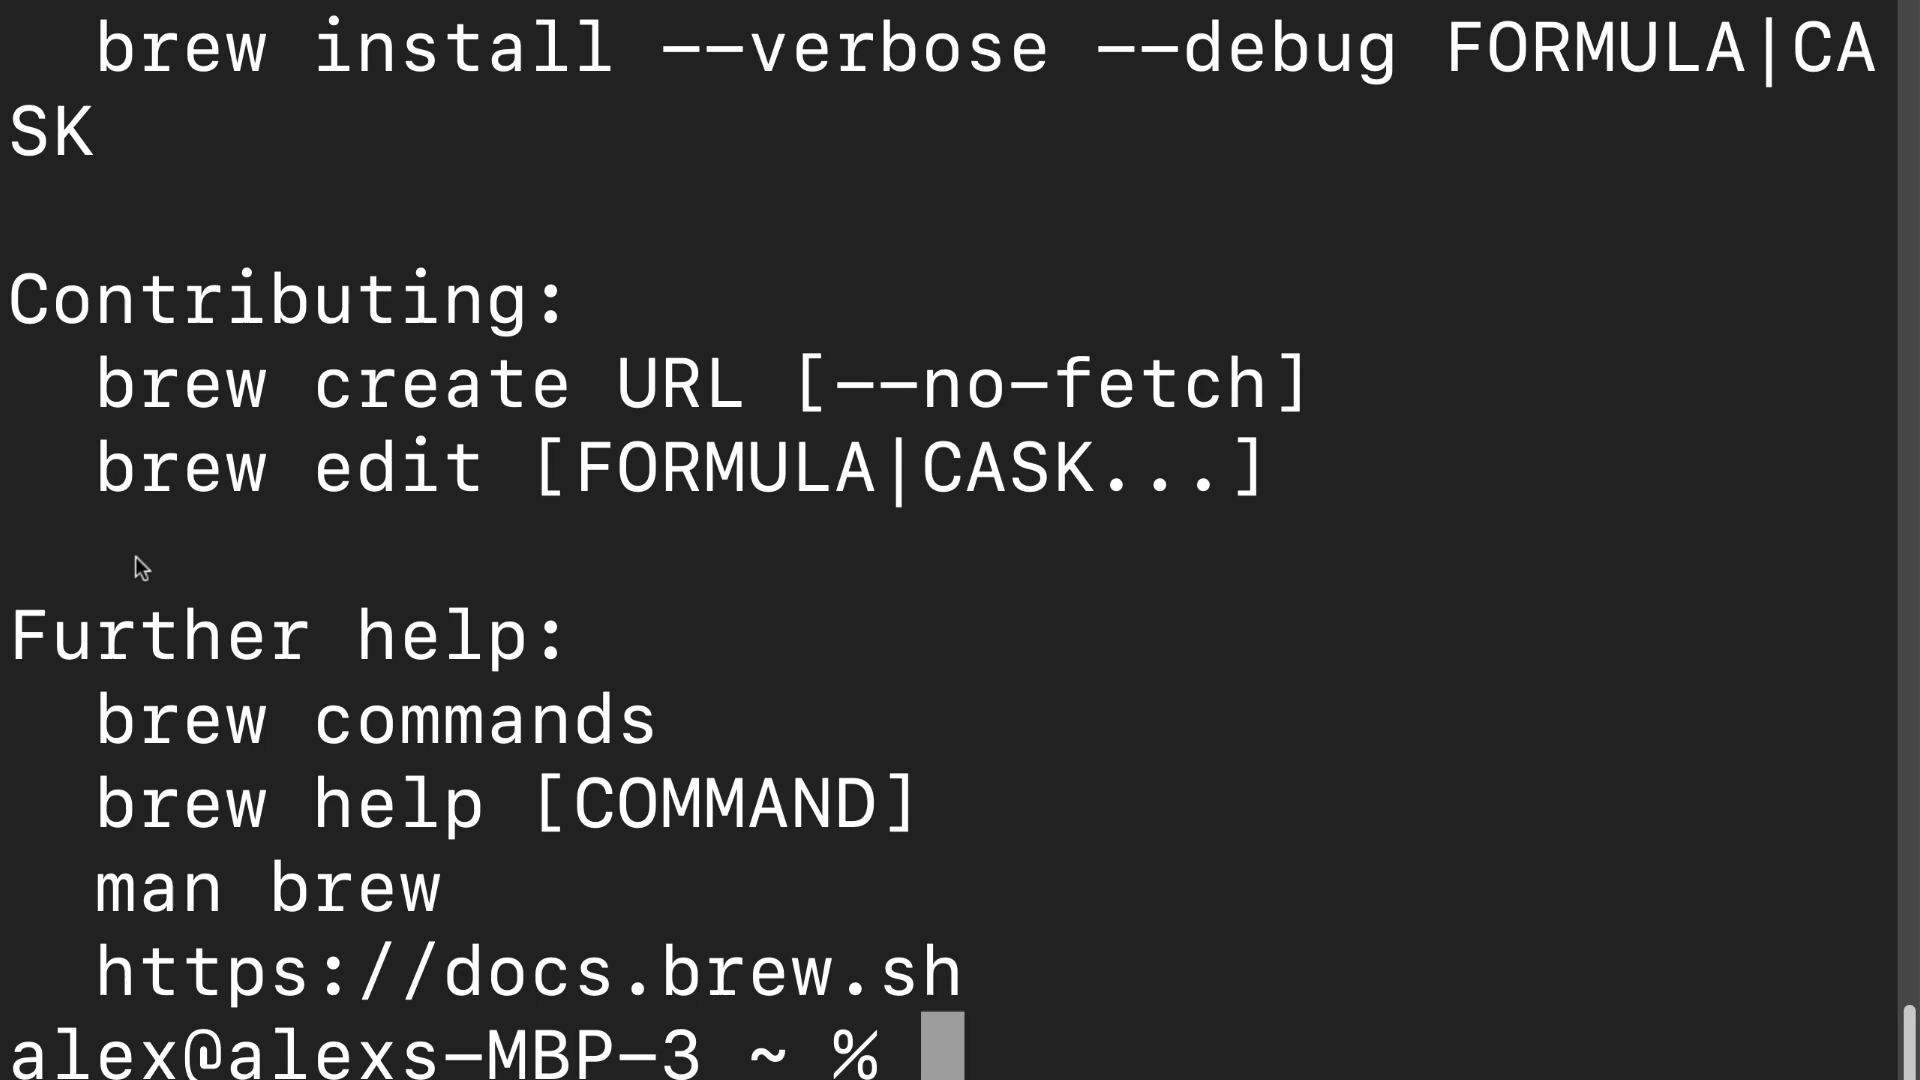 brew install --verbose --debug FORMULA|CA
SK
Contributing:
brew create URL [--no-fetch]
brew edit [FORMULA|CASK...]
Further help:
brew commands
brew help [COMMAND]
man brew
https://docs.brew.sh
alex@alexs-MBP-3 ~ %